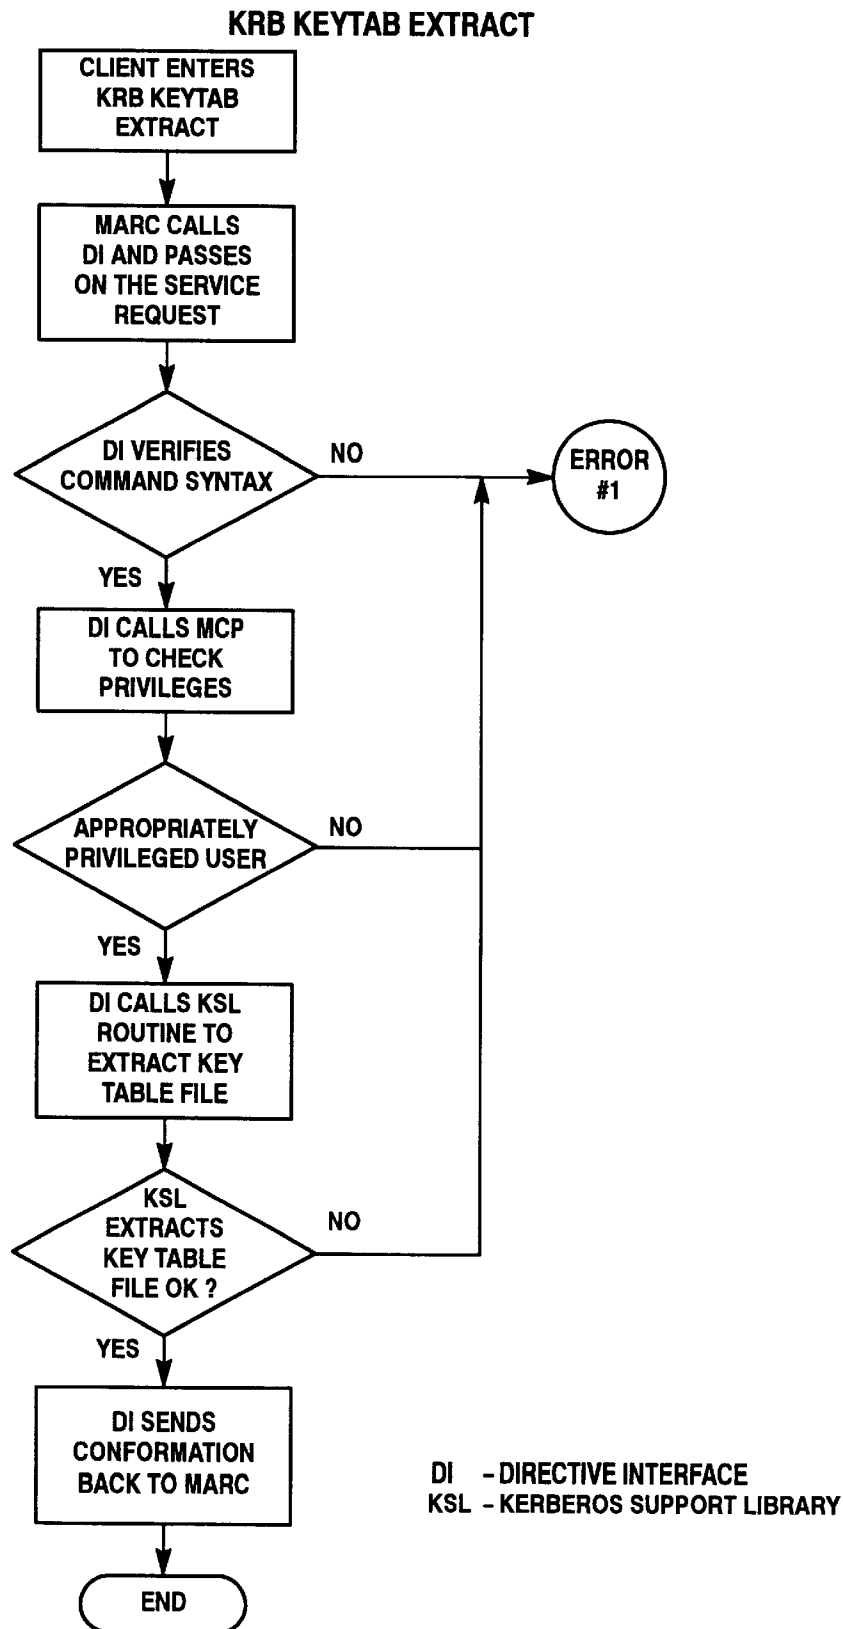 KRB KEYTAB EXTRACT
CLIENT ENTERS
KRB KEYTAB
EXTRACT
MARC CALLS
DI AND PASSES
ON THE SERVICE
REQUEST
DI VERIFIES
COMMAND SYNTAX
NO
ERROR
#1
YES
DI CALLS MCP
TO CHECK
PRIVILEGES
APPROPRIATELY
PRIVILEGED USER
NO
YES
DI CALLS KSL
ROUTINE TO
EXTRACT KEY
TABLE FILE
KSL
EXTRACTS
KEY TABLE
FILE OK ?
NO
YES
DI SENDS
CONFORMATION
BACK TO MARC
DI – DIRECTIVE INTERFACE
KSL – KERBEROS SUPPORT LIBRARY
END